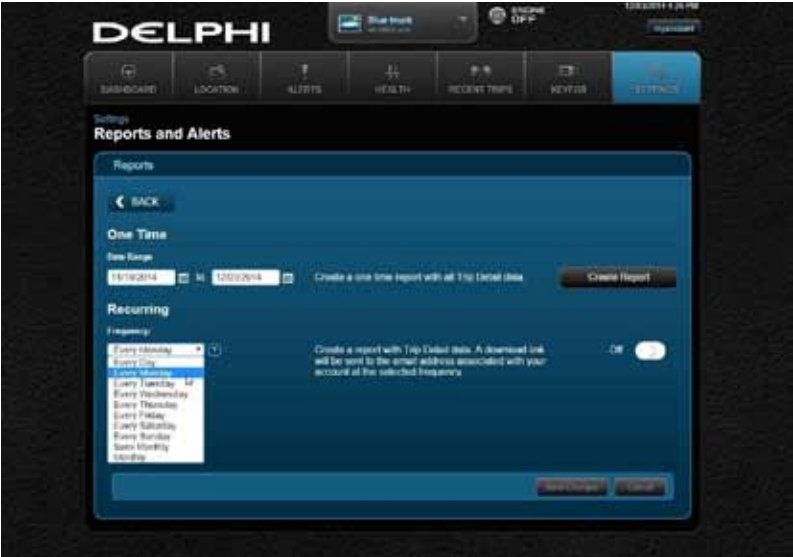 DELPHI
Blue truck
ENGINE
OFF
DASHBOARD
LOCATION
ALERTS
HEALTH
RECENT TRIPS
KEYFOB
SETTINGS
Settings
Reports and Alerts
Reports
BACK
One Time
Date Range
to
Create a one time report with all Trip Detail data.
Create Report
Recurring
Frequency:
Every Monday
Create a report with Trip Detail data. A download link
will be sent to the email address associated with your
account at the selected frequency.
Off
Every Day
Every Monday
Every Tuesday
Every Wednesday
Every Thursday
Every Friday
Every Saturday
Every Sunday
Semi-Monthly
Monthly
Save Changes
Cancel